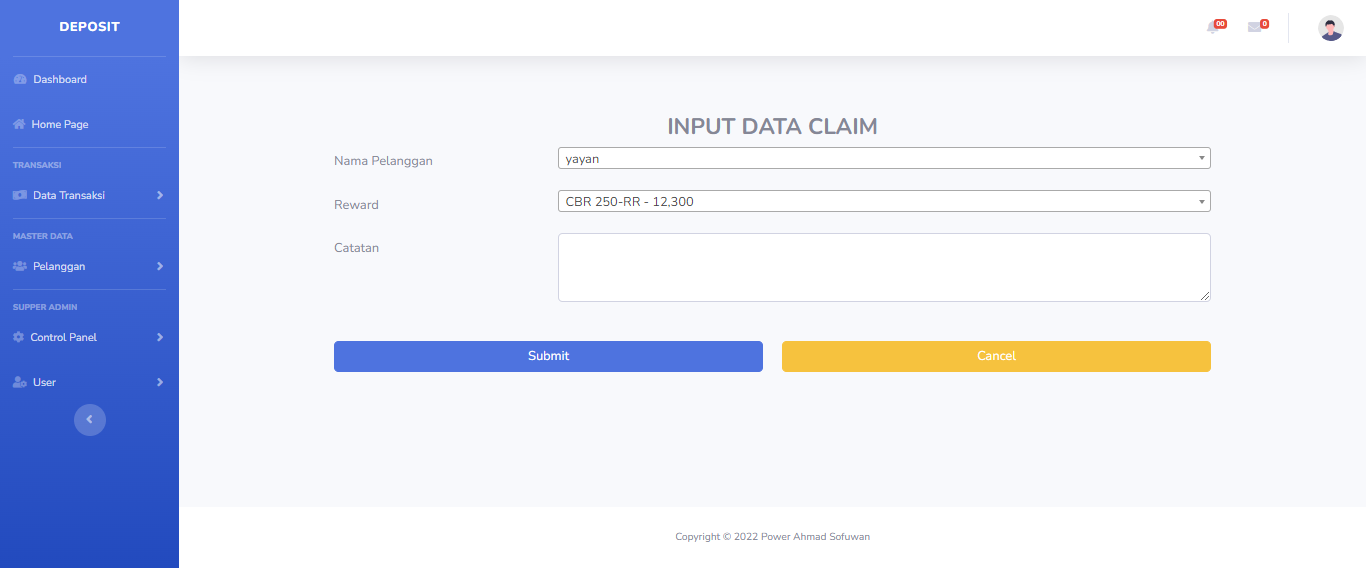 DEPOSIT
00
0
Dashboard
Home Page
TRANSAKSI
Data Transaksi
MASTER DATA
Pelanggan
SUPPER ADMIN
Control Panel
User
INPUT DATA CLAIM
Nama Pelanggan
yayan
Reward
CBR 250-RR - 12,300
Catatan
Submit
Cancel
Copyright © 2022 Power Ahmad Sofuwan